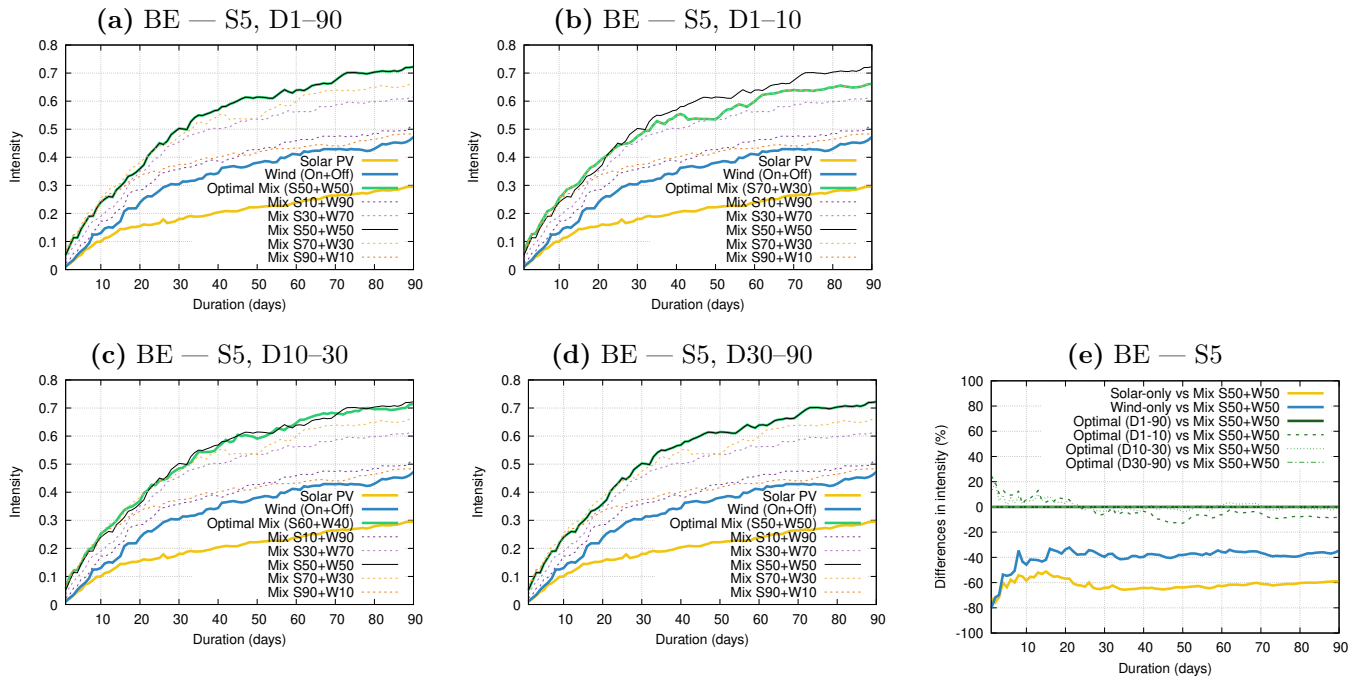 (a) BE — S5, D1–90
0.8
0.7
0.6
0.5
0.4
0.3
0.2
0.1
0
Intensity
0 10 20 30 40 50 60 70 80 90
Duration (days)
Solar PV
Wind (On+Off)
Optimal Mix (S50+W50)
Mix S10+W90
Mix S30+W70
Mix S50+W50
Mix S70+W30
Mix S90+W10
(b) BE — S5, D1–10
0.8
0.7
0.6
0.5
0.4
0.3
0.2
0.1
0
Intensity
10 20 30 40 50 60 70 80 90
Duration (days)
Solar PV
Wind (On+Off)
Optimal Mix (S70+W30)
Mix S10+W90
Mix S30+W70
Mix S50+W50
Mix S70+W30
Mix S90+W10
(c) BE — S5, D10–30
0.8
0.7
0.6
0.5
0.4
0.3
0.2
0.1
0
Intensity
10 20 30 40 50 60 70 80 90
Duration (days)
Solar PV
Wind (On+Off)
Optimal Mix (S60+W40)
Mix S10+W90
Mix S30+W70
Mix S50+W50
Mix S70+W30
Mix S90+W10
(d) BE — S5, D30–90
0.8
0.7
0.6
0.5
0.4
0.3
0.2
0.1
0
Intensity
10 20 30 40 50 60 70 80 90
Duration (days)
Solar PV
Wind (On+Off)
Optimal Mix (S50+W50)
Mix S10+W90
Mix S30+W70
Mix S50+W50
Mix S70+W30
Mix S90+W10
(e) BE — S5
100
80
60
40
20
0
-20
-40
-60
-80
-100
Differences in intensity (%)
10 20 30 40 50 60 70 80 90
Duration (days)
Solar-only vs Mix S50+W50
Wind-only vs Mix S50+W50
Optimal (D1-90) vs Mix S50+W50
Optimal (D1-10) vs Mix S50+W50
Optimal (D10-30) vs Mix S50+W50
Optimal (D30-90) vs Mix S50+W50